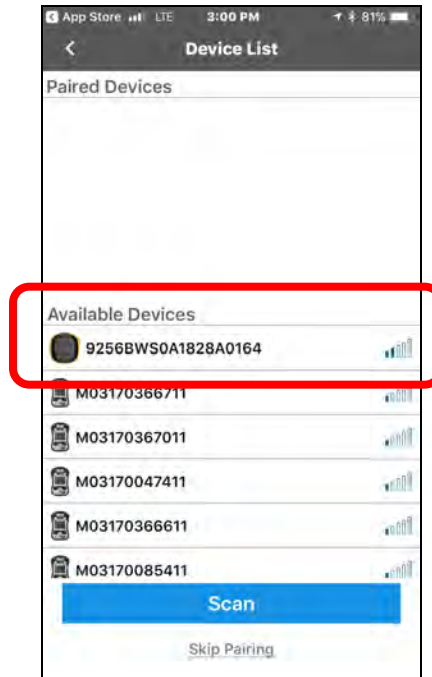 App Store LTE 3:00 PM 81%
Device List
Paired Devices
Available Devices
9256BWS0A1828A0164
M03170366711
M03170367011
M03170047411
M03170366611
M03170085411
Scan
Skip Pairing